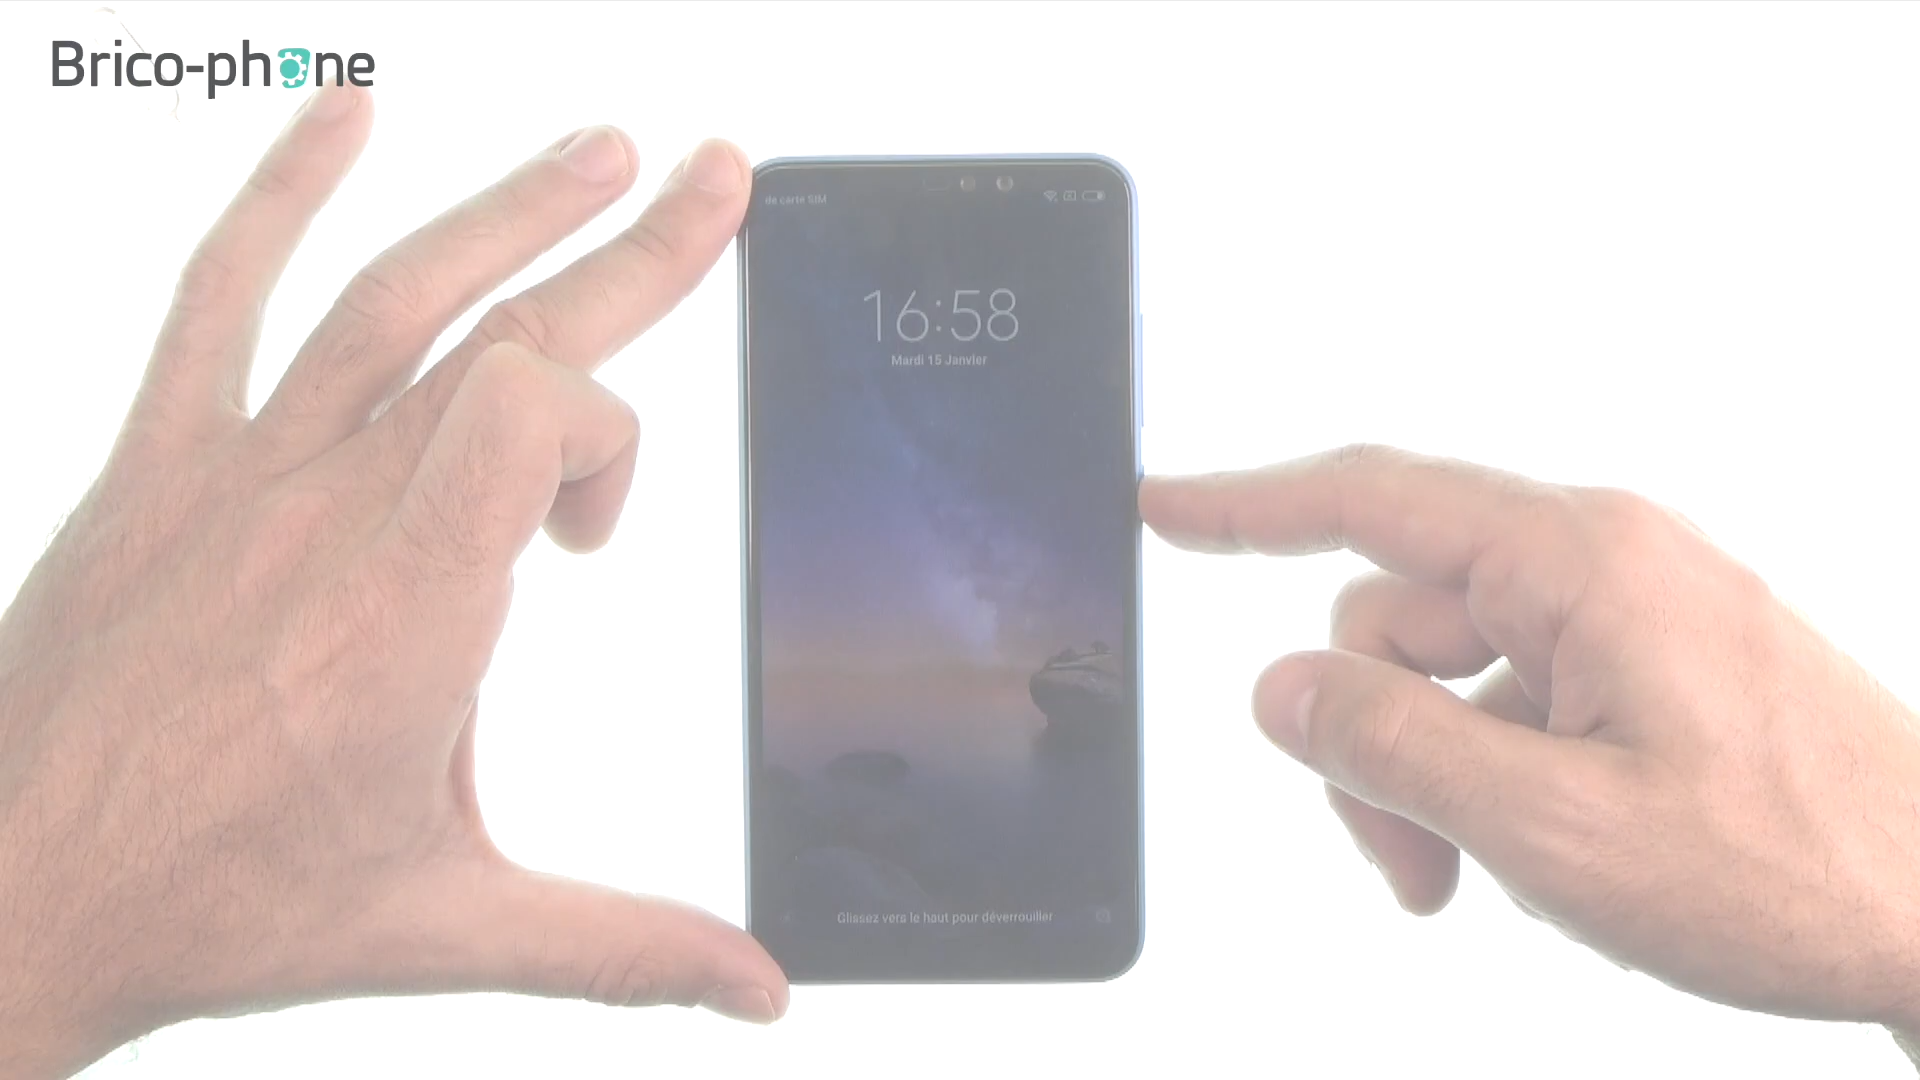 Brico-phone
de carte SIM
16:58
Mardi 15 Janvier
Glissez vers le haut pour déverrouiller